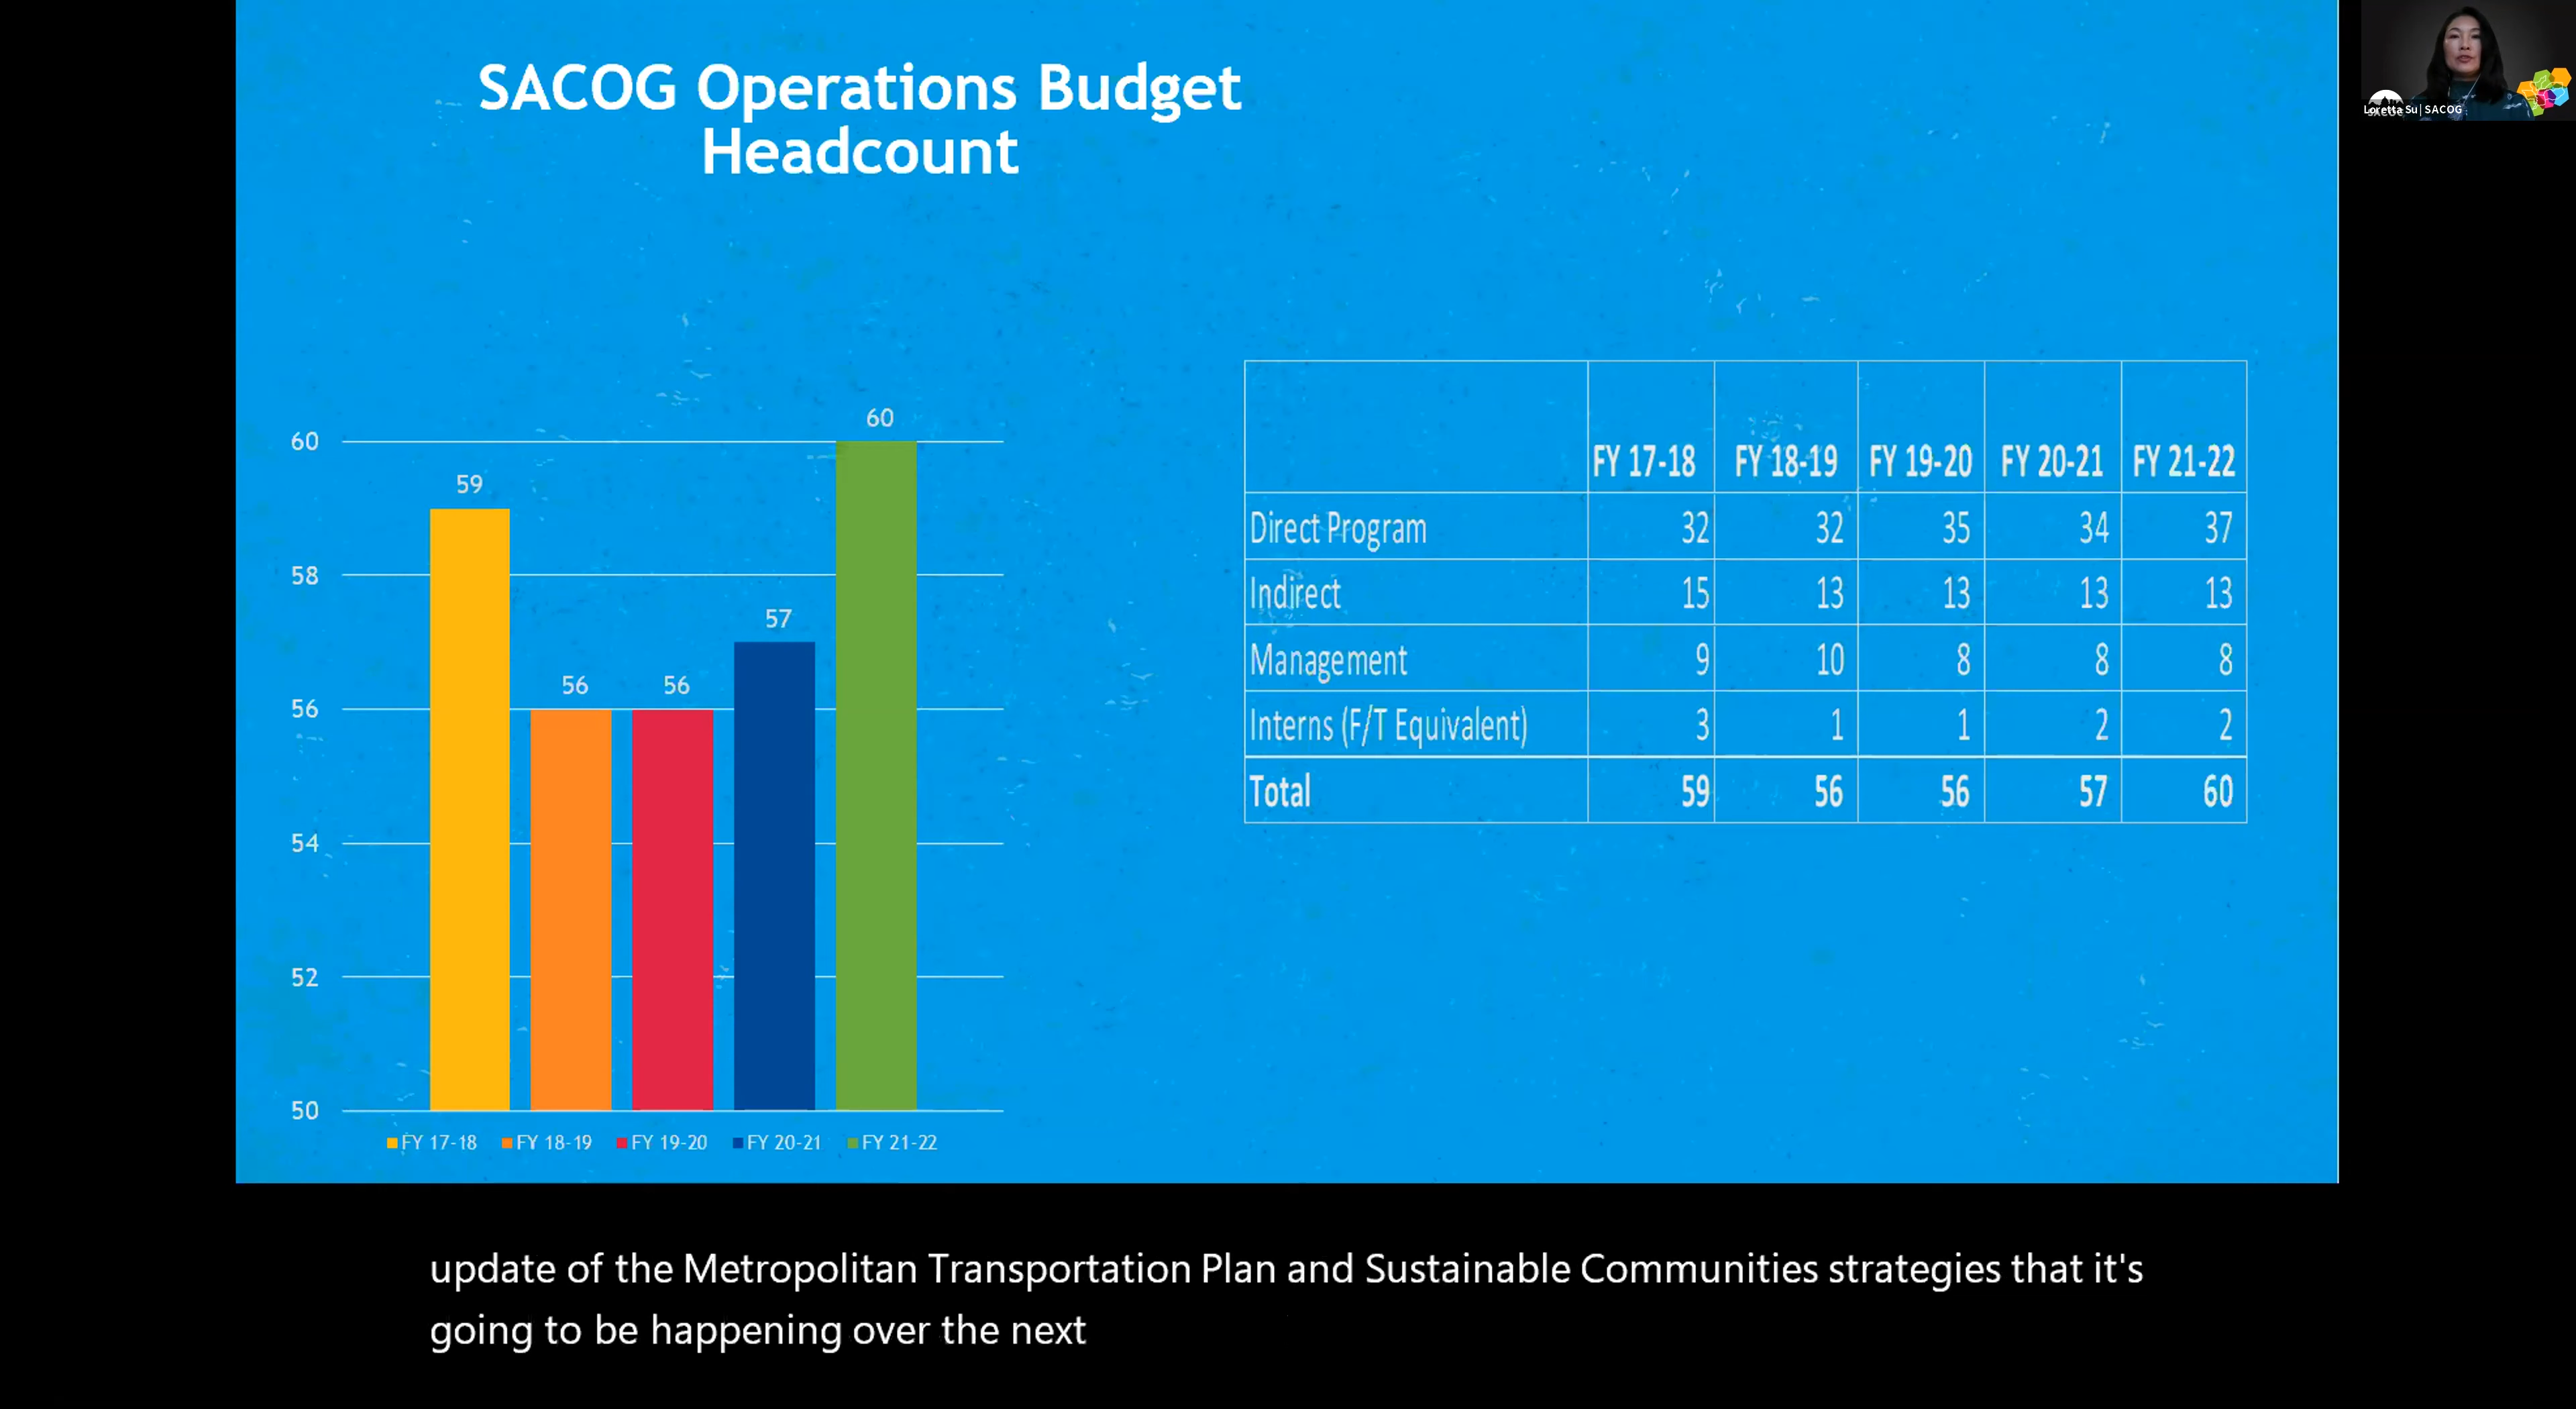 SACOG Operations Budget
Headcount
Loretta Su | SACOG
60
58
56
54
52
50
59
56
56
57
60
FY 17-18 FY 18-19 FY 19-20 FY 20-21 FY 21-22
FY 17-18 FY 18-19 FY 19-20 FY 20-21 FY 21-22
Direct Program 32 32 35 34 37
Indirect 15 13 13 13 13
Management 9 10 8 8 8
Interns (F/T Equivalent) 3 1 1 2 2
Total 59 56 56 57 60
update of the Metropolitan Transportation Plan and Sustainable Communities strategies that it's
going to be happening over the next